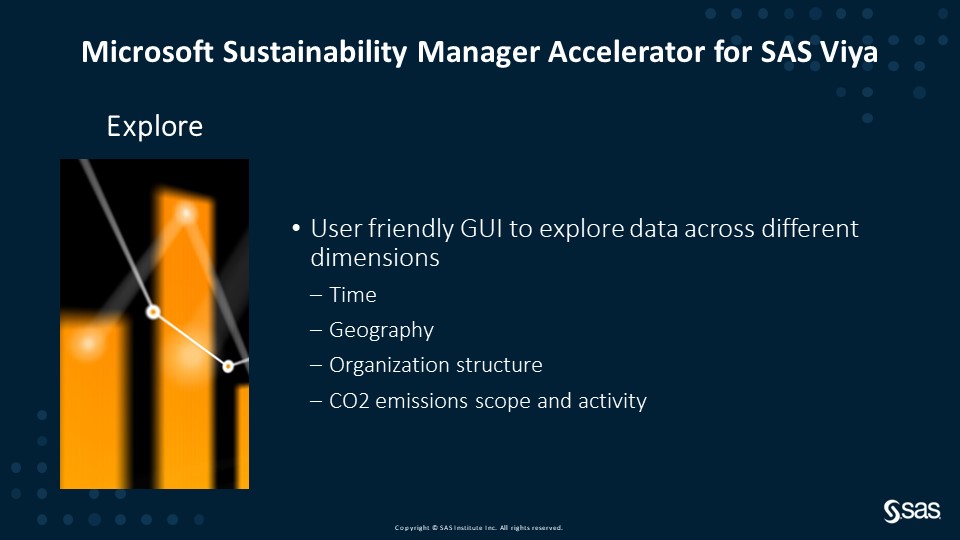 Microsoft Sustainability Manager Accelerator for SAS Viya
Explore
• User friendly GUI to explore data across different
dimensions
– Time
– Geography
– Organization structure
– CO2 emissions scope and activity
sas
Copyright © SAS Institute Inc. All rights reserved.